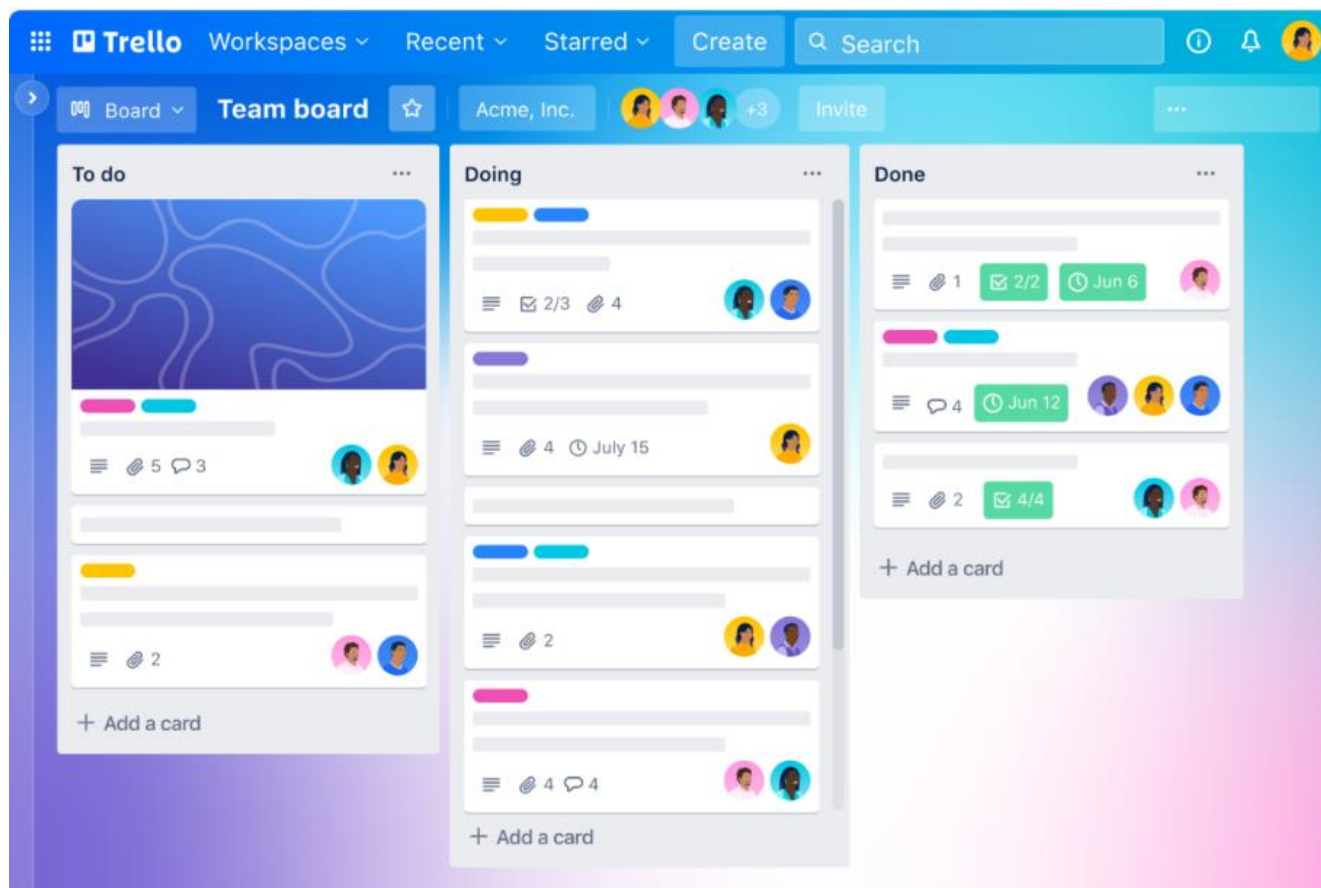 Trello Workspaces Recent Starred Create Search
Board Team board Acme, Inc. +3 Invite
To do
5 3
2
+ Add a card
Doing
2/3 4
4 July 15
2
4 4
+ Add a card
Done
1 2/2 Jun 6
4 Jun 12
2 4/4
+ Add a card